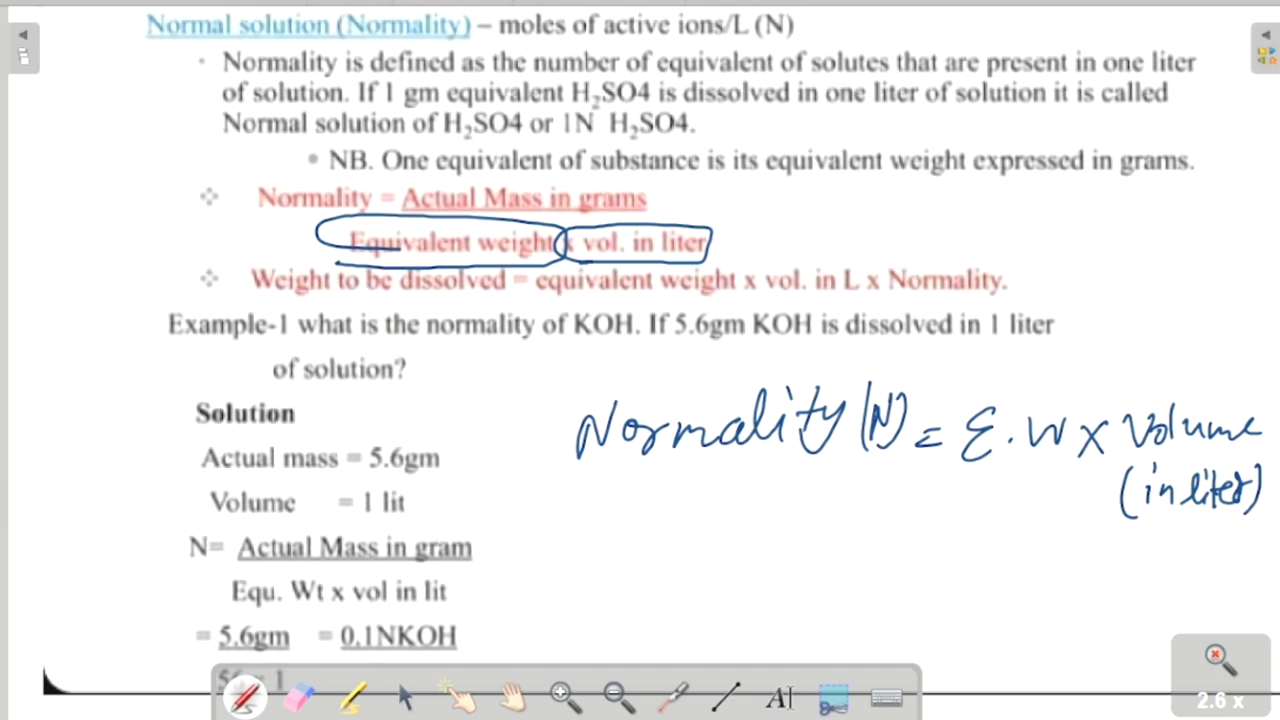 Normal solution (Normality) – moles of active ions/L (N)
Normality is defined as the number of equivalent of solutes that are present in one liter
of solution. If 1 gm equivalent H₂SO4 is dissolved in one liter of solution it is called
Normal solution of H₂SO4 or 1N H₂SO4.
• NB. One equivalent of substance is its equivalent weight expressed in grams.
❖ Normality = Actual Mass in grams
Equivalent weight x vol. in liter
❖ Weight to be dissolved = equivalent weight x vol. in L x Normality.
Example-1 what is the normality of KOH. If 5.6gm KOH is dissolved in 1 liter
of solution?
Solution
Normality (N) = E.W X Volume
(in liter)
Actual mass = 5.6gm
Volume = 1 lit
N= Actual Mass in gram
Equ. Wt x vol in lit
= 5.6gm = 0.1NKOH
1
A
2.6 x